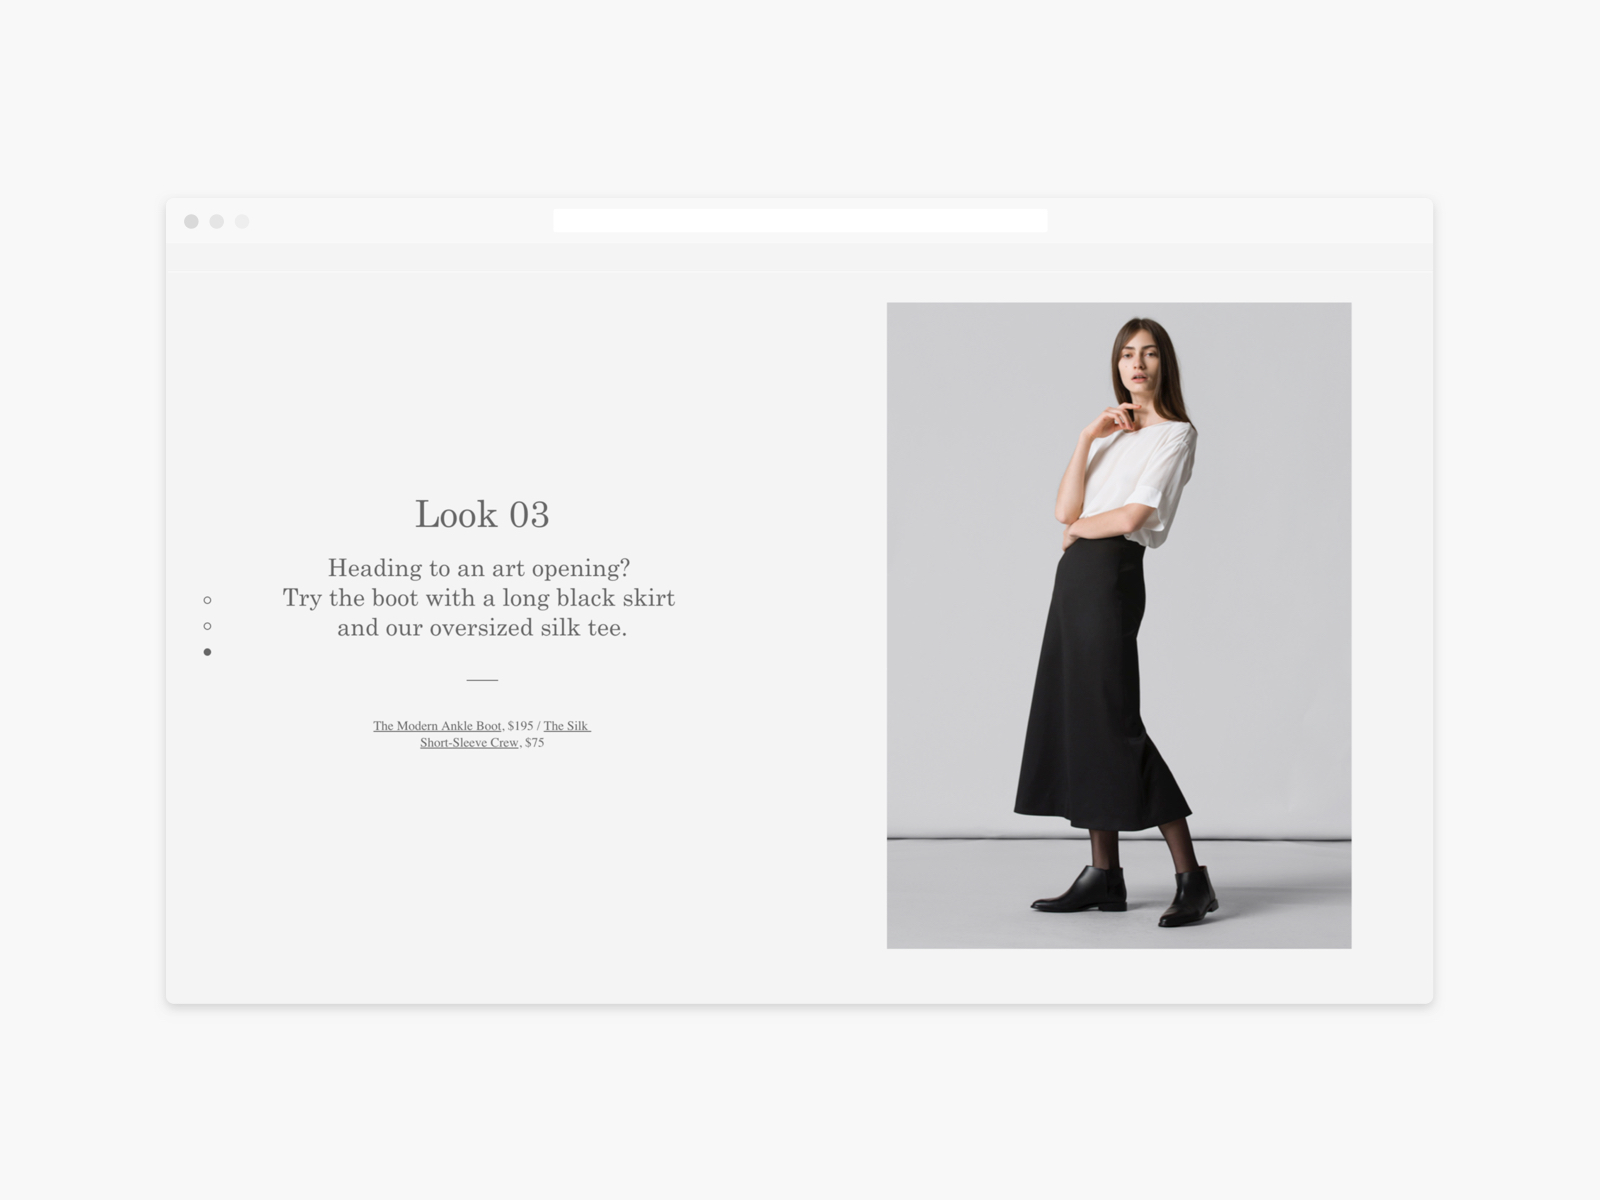 Look 03
Heading to an art opening?
Try the boot with a long black skirt
and our oversized silk tee.
The Modern Ankle Boot, $195 / The Silk
Short-Sleeve Crew, $75